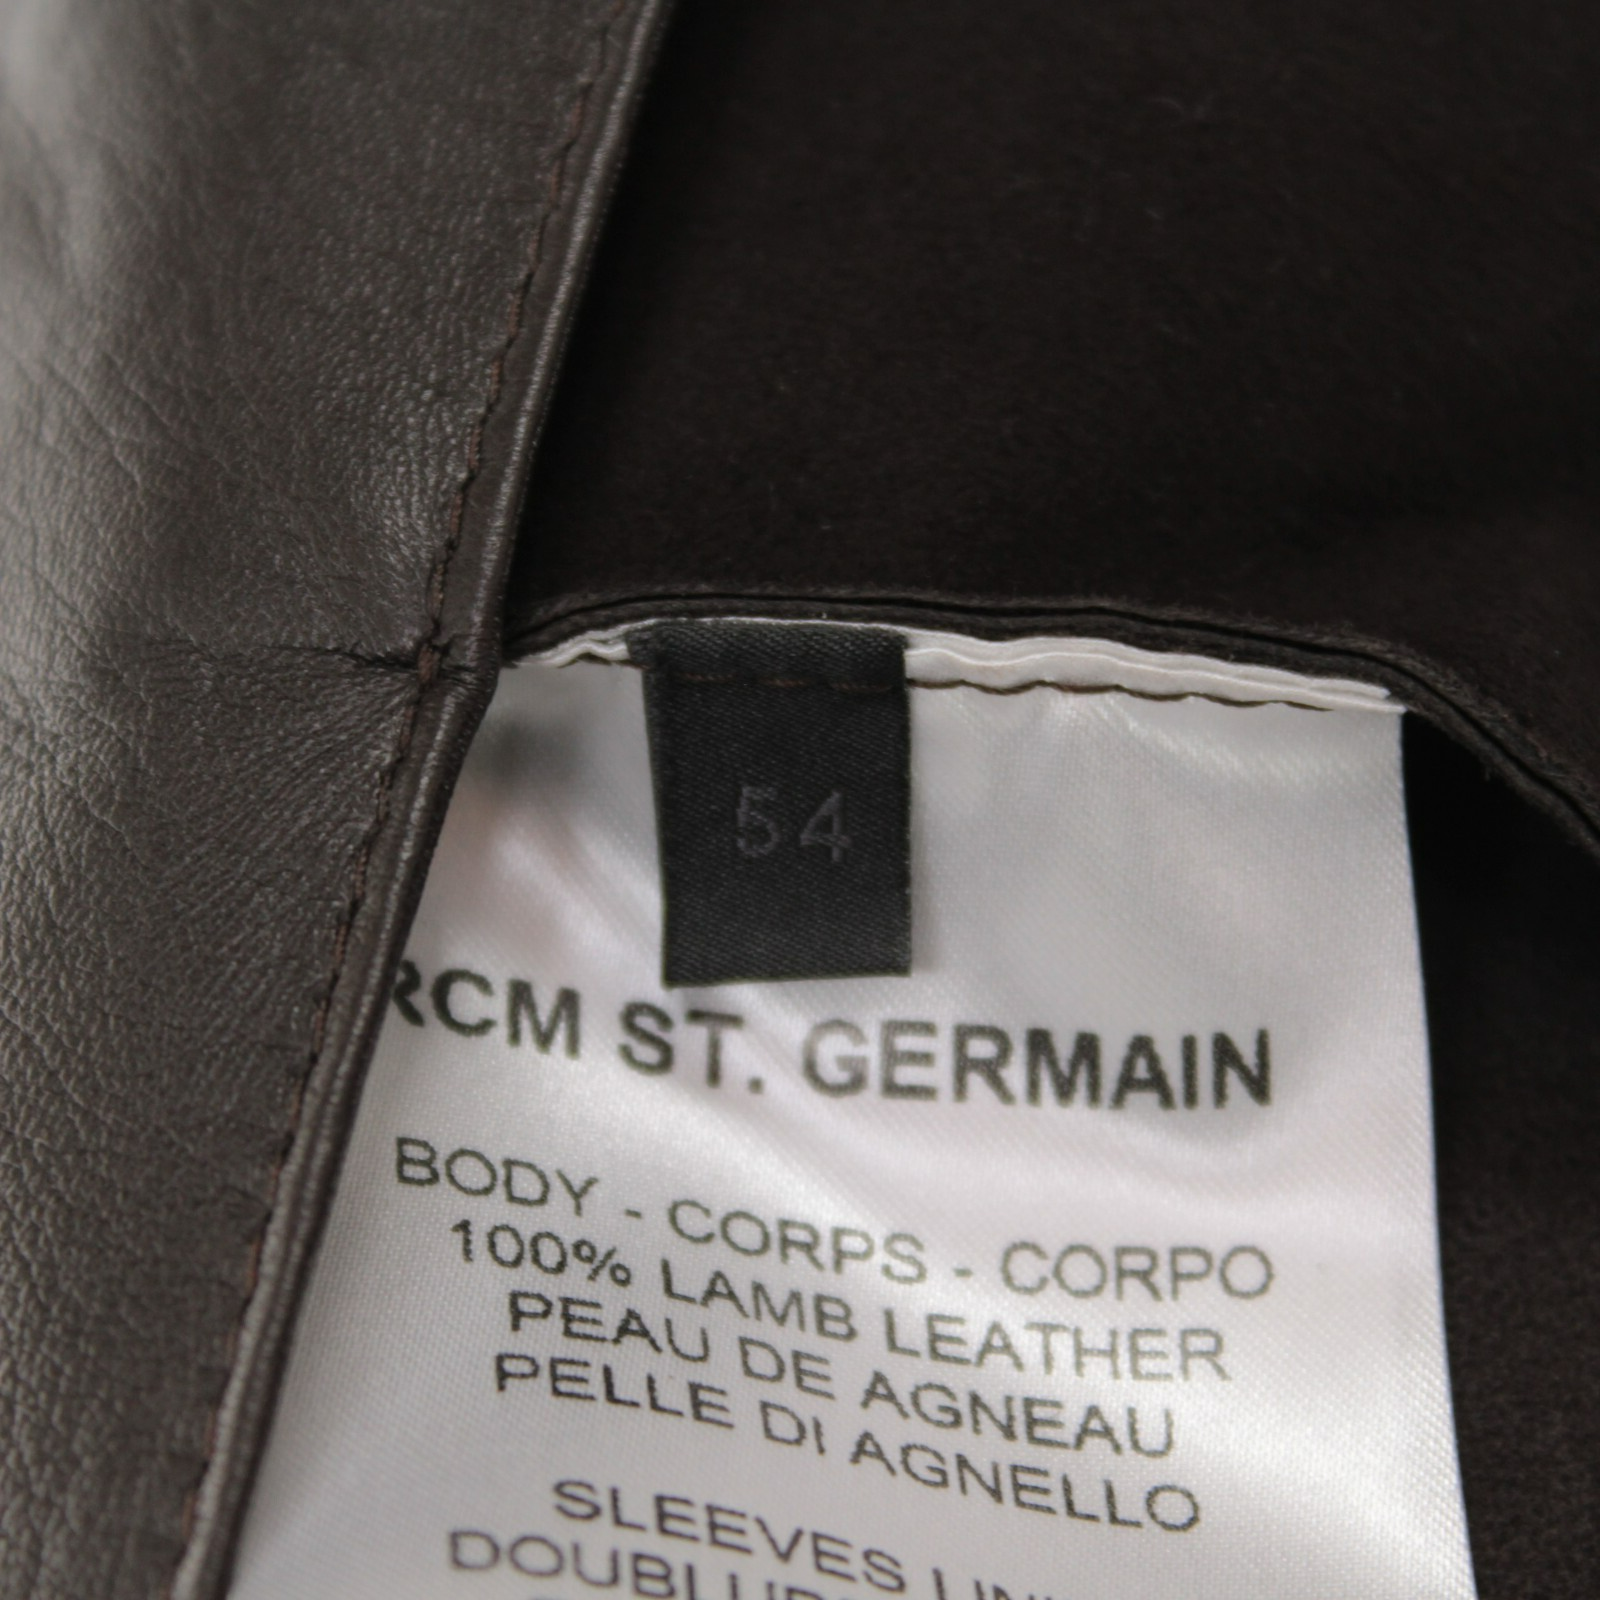 54
RCM ST. GERMAIN
BODY - CORPS - CORPO
100% LAMB LEATHER
PEAU DE AGNEAU
PELLE DI AGNELLO
SLEEVES